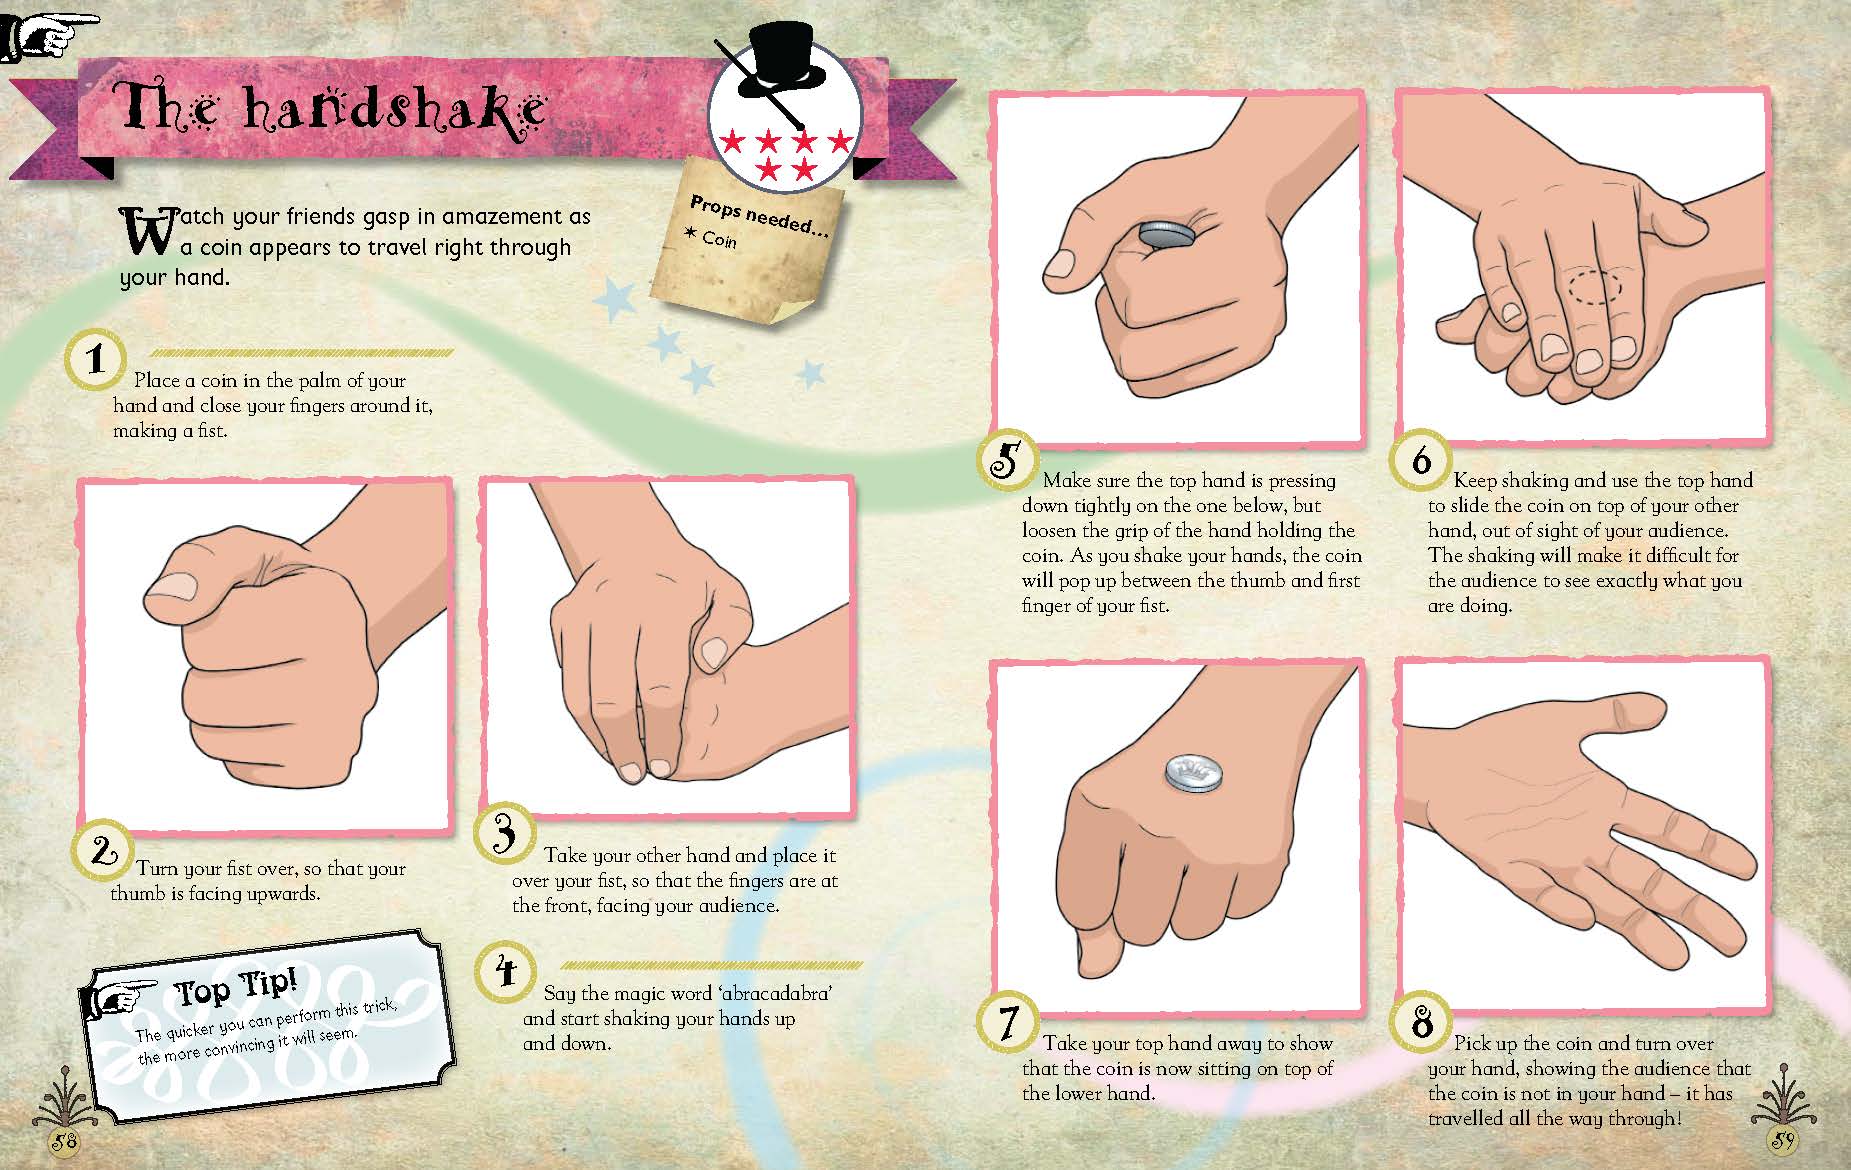 The handshake
Watch your friends gasp in amazement as
a coin appears to travel right through
your hand.
Props needed...
✶ Coin
1
Place a coin in the palm of your
hand and close your fingers around it,
making a fist.
2
Turn your fist over, so that your
thumb is facing upwards.
3
Take your other hand and place it
over your fist, so that the fingers are at
the front, facing your audience.
Top Tip!
The quicker you can perform this trick,
the more convincing it will seem.
4
Say the magic word ‘abracadabra’
and start shaking your hands up
and down.
58
5
Make sure the top hand is pressing
down tightly on the one below, but
loosen the grip of the hand holding the
coin. As you shake your hands, the coin
will pop up between the thumb and first
finger of your fist.
6
Keep shaking and use the top hand
to slide the coin on top of your other
hand, out of sight of your audience.
The shaking will make it difficult for
the audience to see exactly what you
are doing.
7
Take your top hand away to show
that the coin is now sitting on top of
the lower hand.
8
Pick up the coin and turn over
your hand, showing the audience that
the coin is not in your hand – it has
travelled all the way through!
59